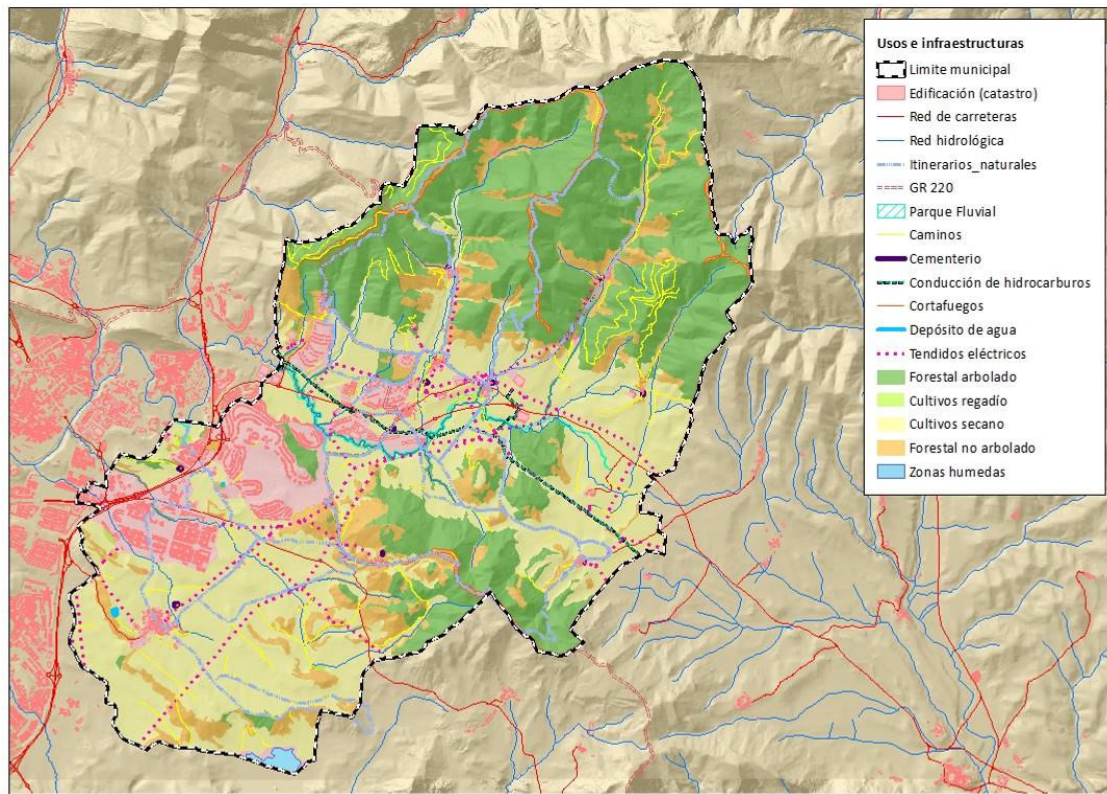 Usos e infraestructuras
Limite municipal
Edificación (catastro)
Red de carreteras
Red hidrológica
Itinerarios_naturales
GR 220
Parque Fluvial
Caminos
Cementerio
Conducción de hidrocarburos
Cortafuegos
Depósito de agua
Tendidos eléctricos
Forestal arbolado
Cultivos regadío
Cultivos secano
Forestal no arbolado
Zonas humedas